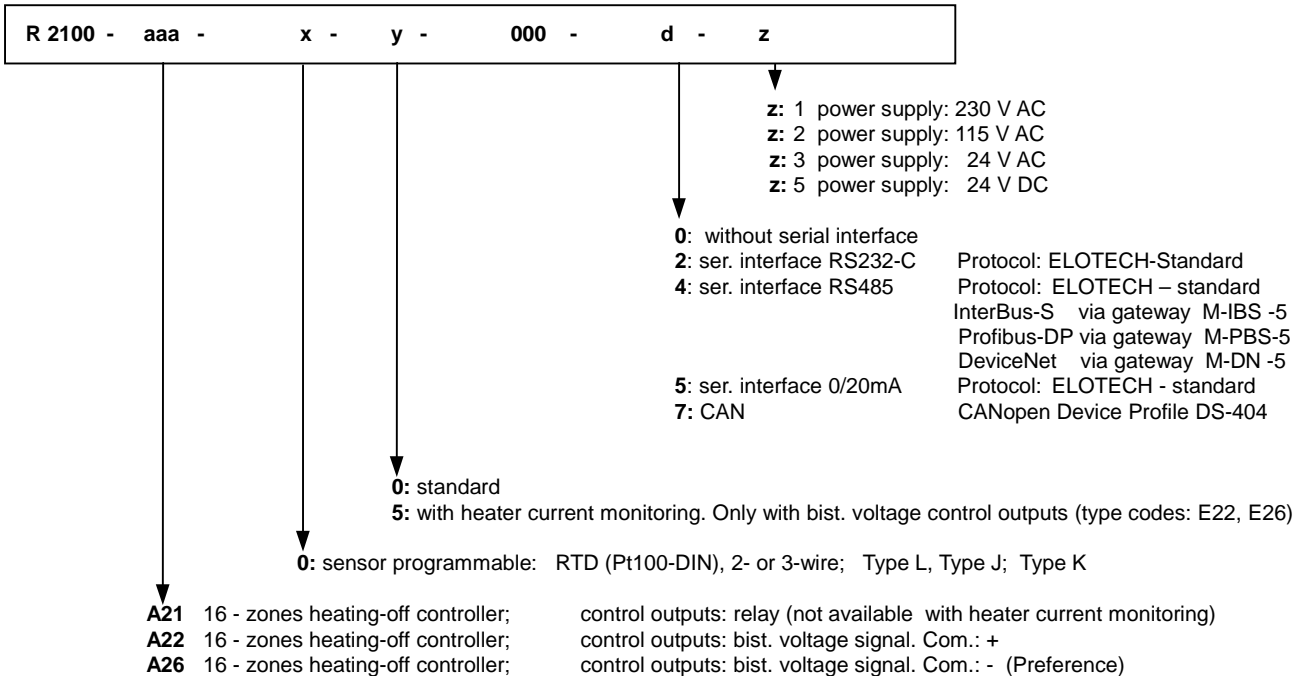 R 2100 - aaa - x - y - 000 - d - z
z: 1 power supply: 230 V AC
z: 2 power supply: 115 V AC
z: 3 power supply: 24 V AC
z: 5 power supply: 24 V DC
0: without serial interface
2: ser. interface RS232-C Protocol: ELOTECH-Standard
4: ser. interface RS485 Protocol: ELOTECH – standard
InterBus-S via gateway M-IBS -5
Profibus-DP via gateway M-PBS-5
DeviceNet via gateway M-DN -5
5: ser. interface 0/20mA Protocol: ELOTECH - standard
7: CAN CANopen Device Profile DS-404
0: standard
5: with heater current monitoring. Only with bist. voltage control outputs (type codes: E22, E26)
0: sensor programmable: RTD (Pt100-DIN), 2- or 3-wire; Type L, Type J; Type K
A21 16 - zones heating-off controller; control outputs: relay (not available with heater current monitoring)
A22 16 - zones heating-off controller; control outputs: bist. voltage signal. Com.: +
A26 16 - zones heating-off controller; control outputs: bist. voltage signal. Com.: - (Preference)